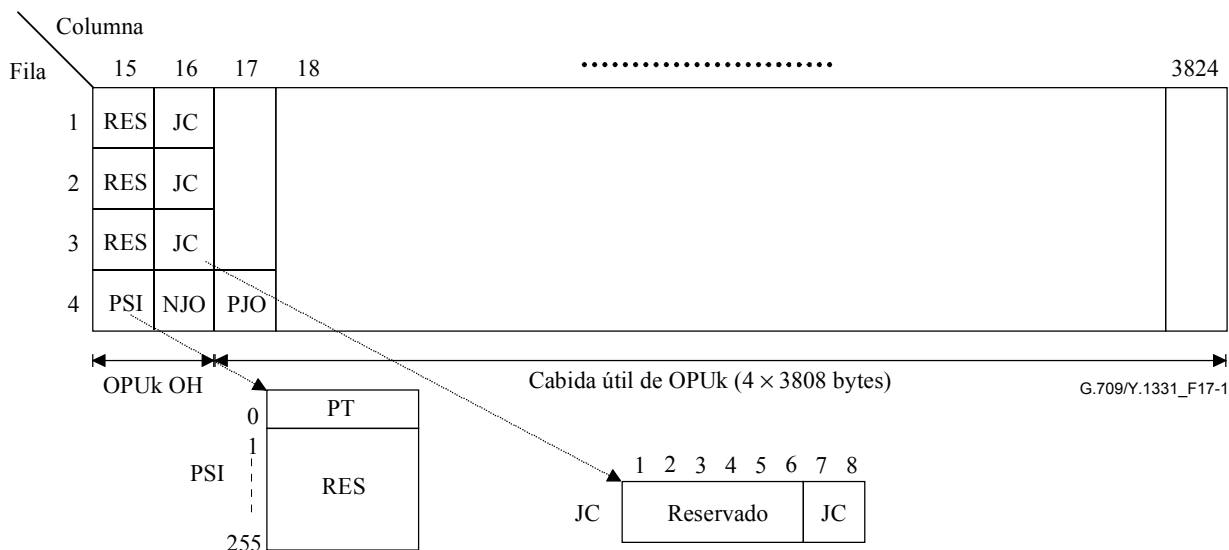 Columna
Fila 15 16 17 18 3824
1 RES JC
2 RES JC
3 RES JC
4 PSI NJO PJO
OPUk OH Cabida útil de OPUk (4 × 3808 bytes) G.709/Y.1331_F17-1
0 PT
1
PSI RES
255
1 2 3 4 5 6 7 8
JC Reservado JC